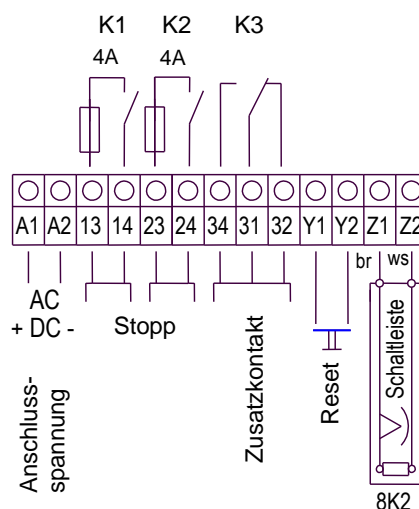 K1 K2 K3
4A 4A
A1 A2 13 14 23 24 34 31 32 Y1 Y2 Z1 Z2
br ws
AC
+ DC -
Stopp
Anschluss-
spannung
Zusatzkontakt
Reset
Schaltleiste
8K2